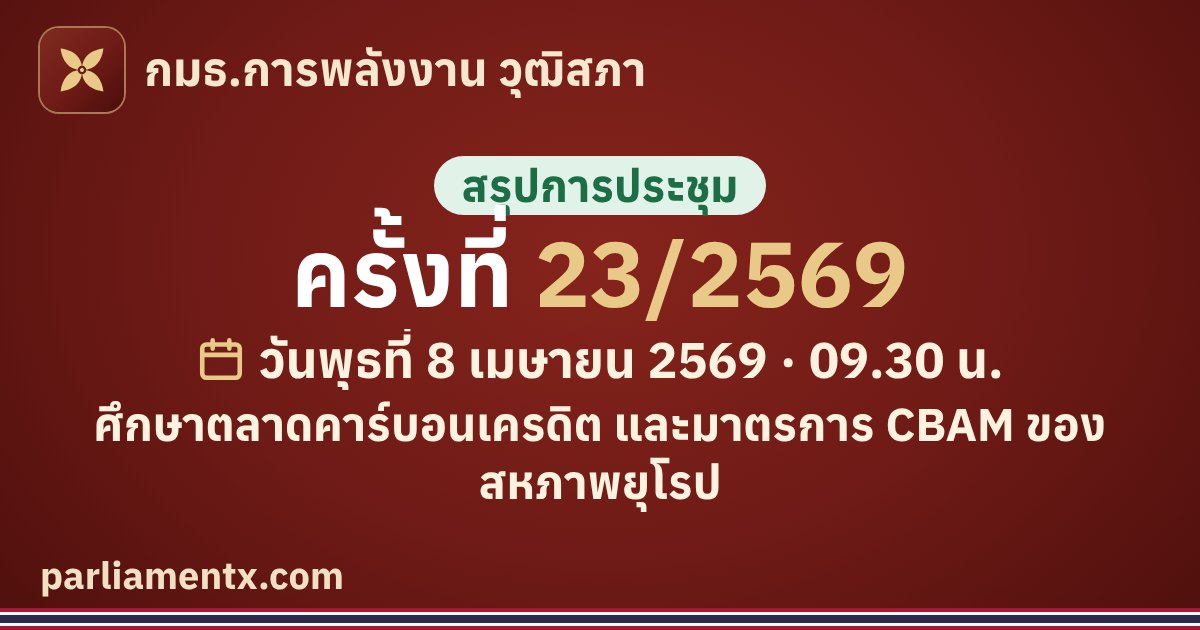 กมธ.การพลังงาน วุฒิสภา
สรุปการประชุม
ครั้งที่ 23/2569
วันพุธที่ 8 เมษายน 2569 · 09.30 น.
ศึกษาตลาดคาร์บอนเครดิต และมาตรการ CBAM ของ
สหภาพยุโรป
parliamentx.com